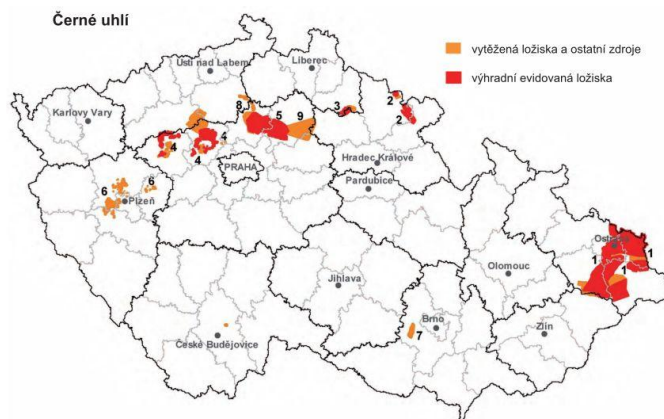 Černé uhlí
vytěžená ložiska a ostatní zdroje
výhradní evidovaná ložiska
Ústí nad Labem
Liberec
Karlovy Vary
8
5
9
3
2
2
4
4
4
PRAHA
Hradec Králové
Pardubice
6
6
Plzeň
Ostrava
1
1
1
Olomouc
Jihlava
Brno
7
Zlín
České Budějovice